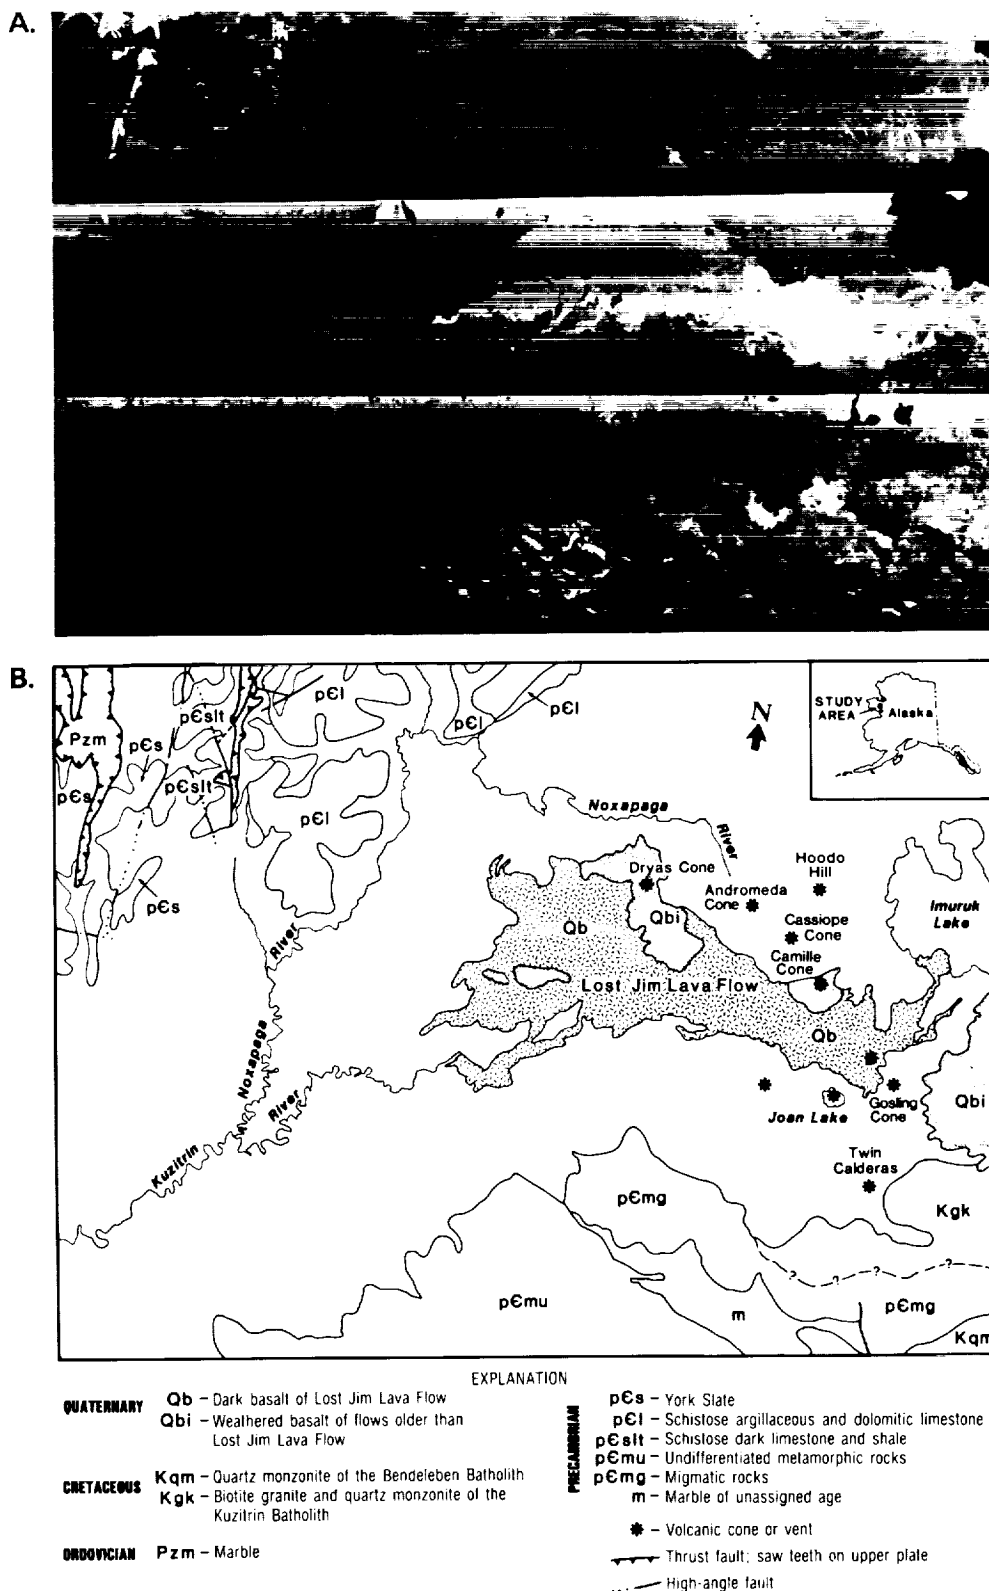 A.
B.
pЄl
pЄl
pЄl
pЄslt
Pzm
pЄs
pЄs
pЄslt
pЄl
pЄs
N
STUDY
AREA
Alaska
Noxapaga
River
Dryas Cone
Hoodo
Hill
Andromeda
Cone
Imuruk
Lake
Qbi
Qb
Cassiope
Cone
Camille
Cone
River
Lost Jim Lava Flow
Qb
Noxapaga
River
Joan Lake
Gosling
Cone
Qbi
Kuzitrin
Twin
Calderas
pЄmg
Kgk
? ? ? ?
pЄmu
m
pЄmg
Kqm
EXPLANATION
QUATERNARY
Qb – Dark basalt of Lost Jim Lava Flow
Qbi – Weathered basalt of flows older than
Lost Jim Lava Flow
CRETACEOUS
Kqm – Quartz monzonite of the Bendeleben Batholith
Kgk – Biotite granite and quartz monzonite of the
Kuzitrin Batholith
ORDOVICIAN
Pzm – Marble
PRECAMBRIAN
pЄs – York Slate
pЄl – Schistose argillaceous and dolomitic limestone
pЄslt – Schistose dark limestone and shale
pЄmu – Undifferentiated metamorphic rocks
pЄmg – Migmatic rocks
m – Marble of unassigned age
– Volcanic cone or vent
– Thrust fault; saw teeth on upper plate
– High-angle fault